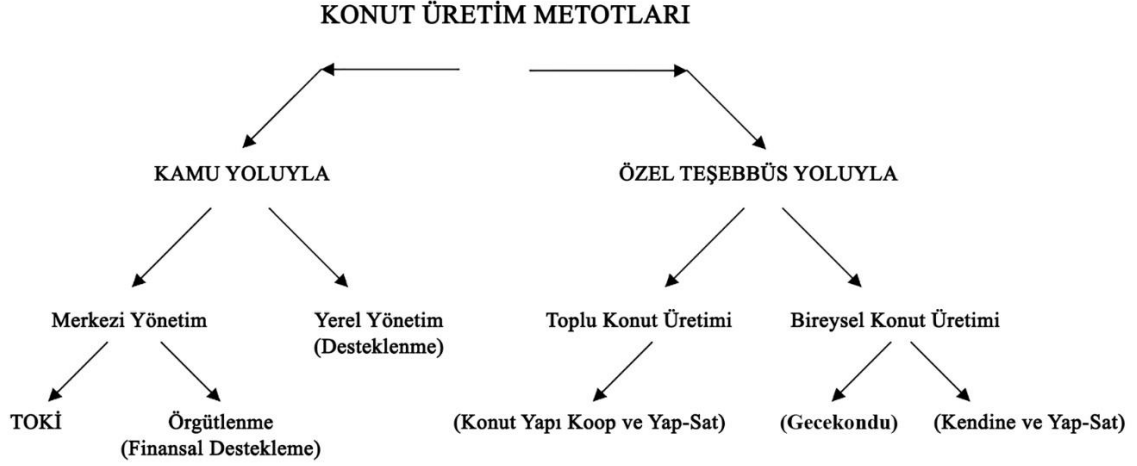 KONUT ÜRETİM METOTLARI
KAMU YOLUYLA
ÖZEL TEŞEBBÜS YOLUYLA
Merkezi Yönetim
Yerel Yönetim
(Desteklenme)
Toplu Konut Üretimi
Bireysel Konut Üretimi
TOKİ
Örgütlenme
(Finansal Destekleme)
(Konut Yapı Koop ve Yap-Sat)
(Gecekondu)
(Kendine ve Yap-Sat)